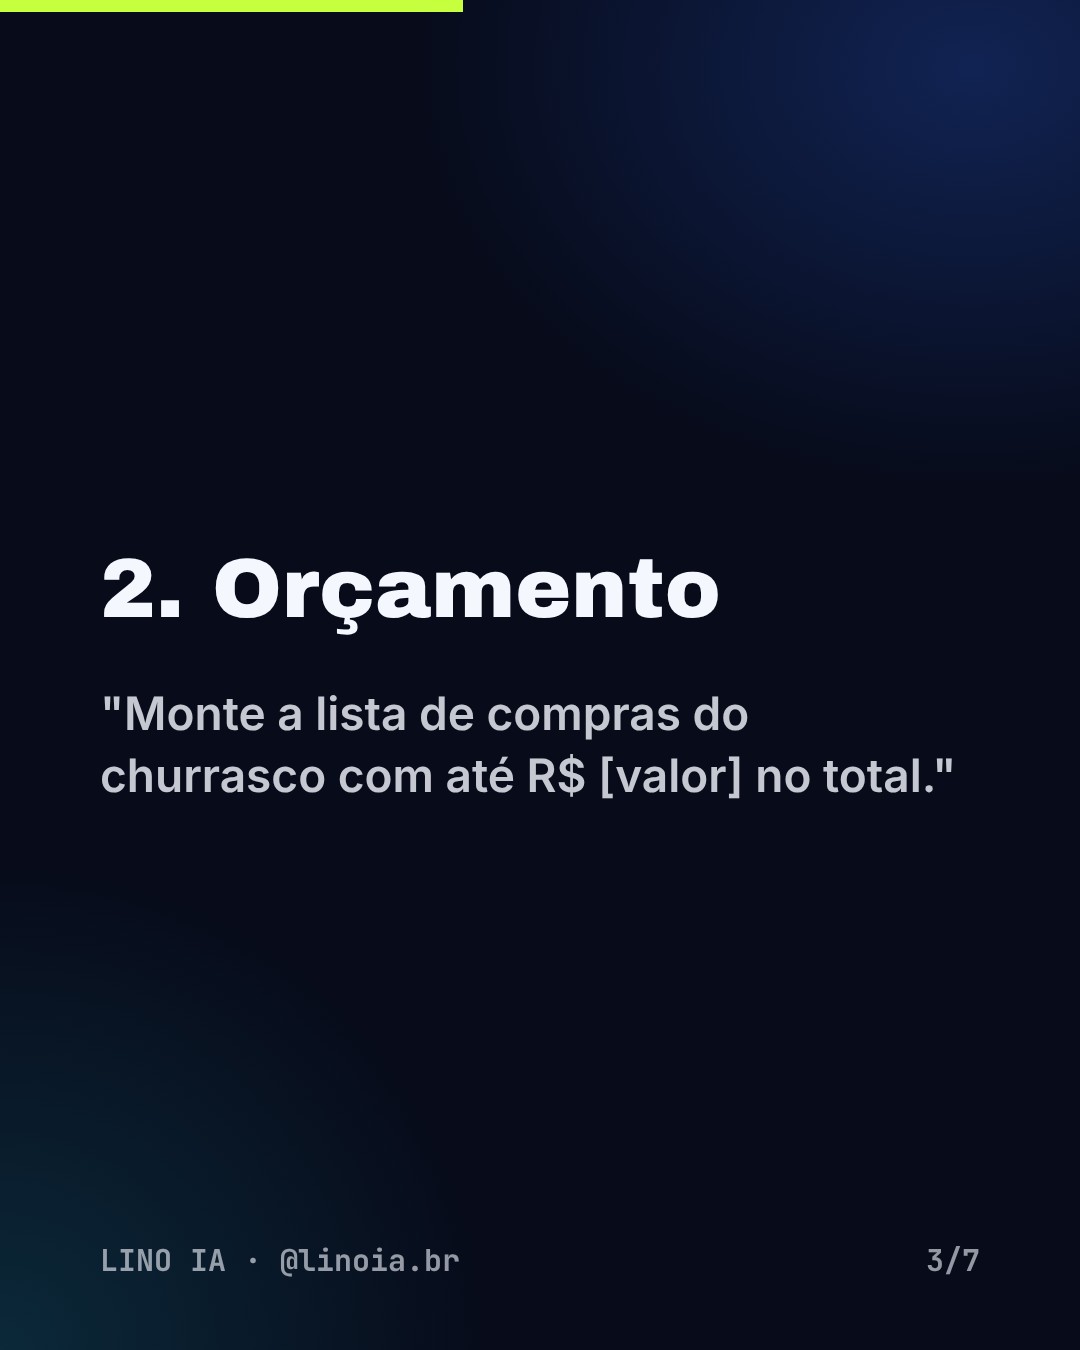 2. Orçamento
"Monte a lista de compras do
churrasco com até R$ [valor] no total."
LINO IA · @linoia.br
3/7